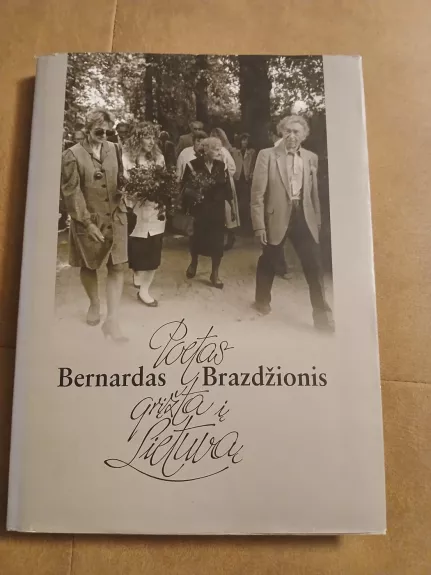 Poetas
Bernardas Brazdžionis
grįžta į
Lietuvą